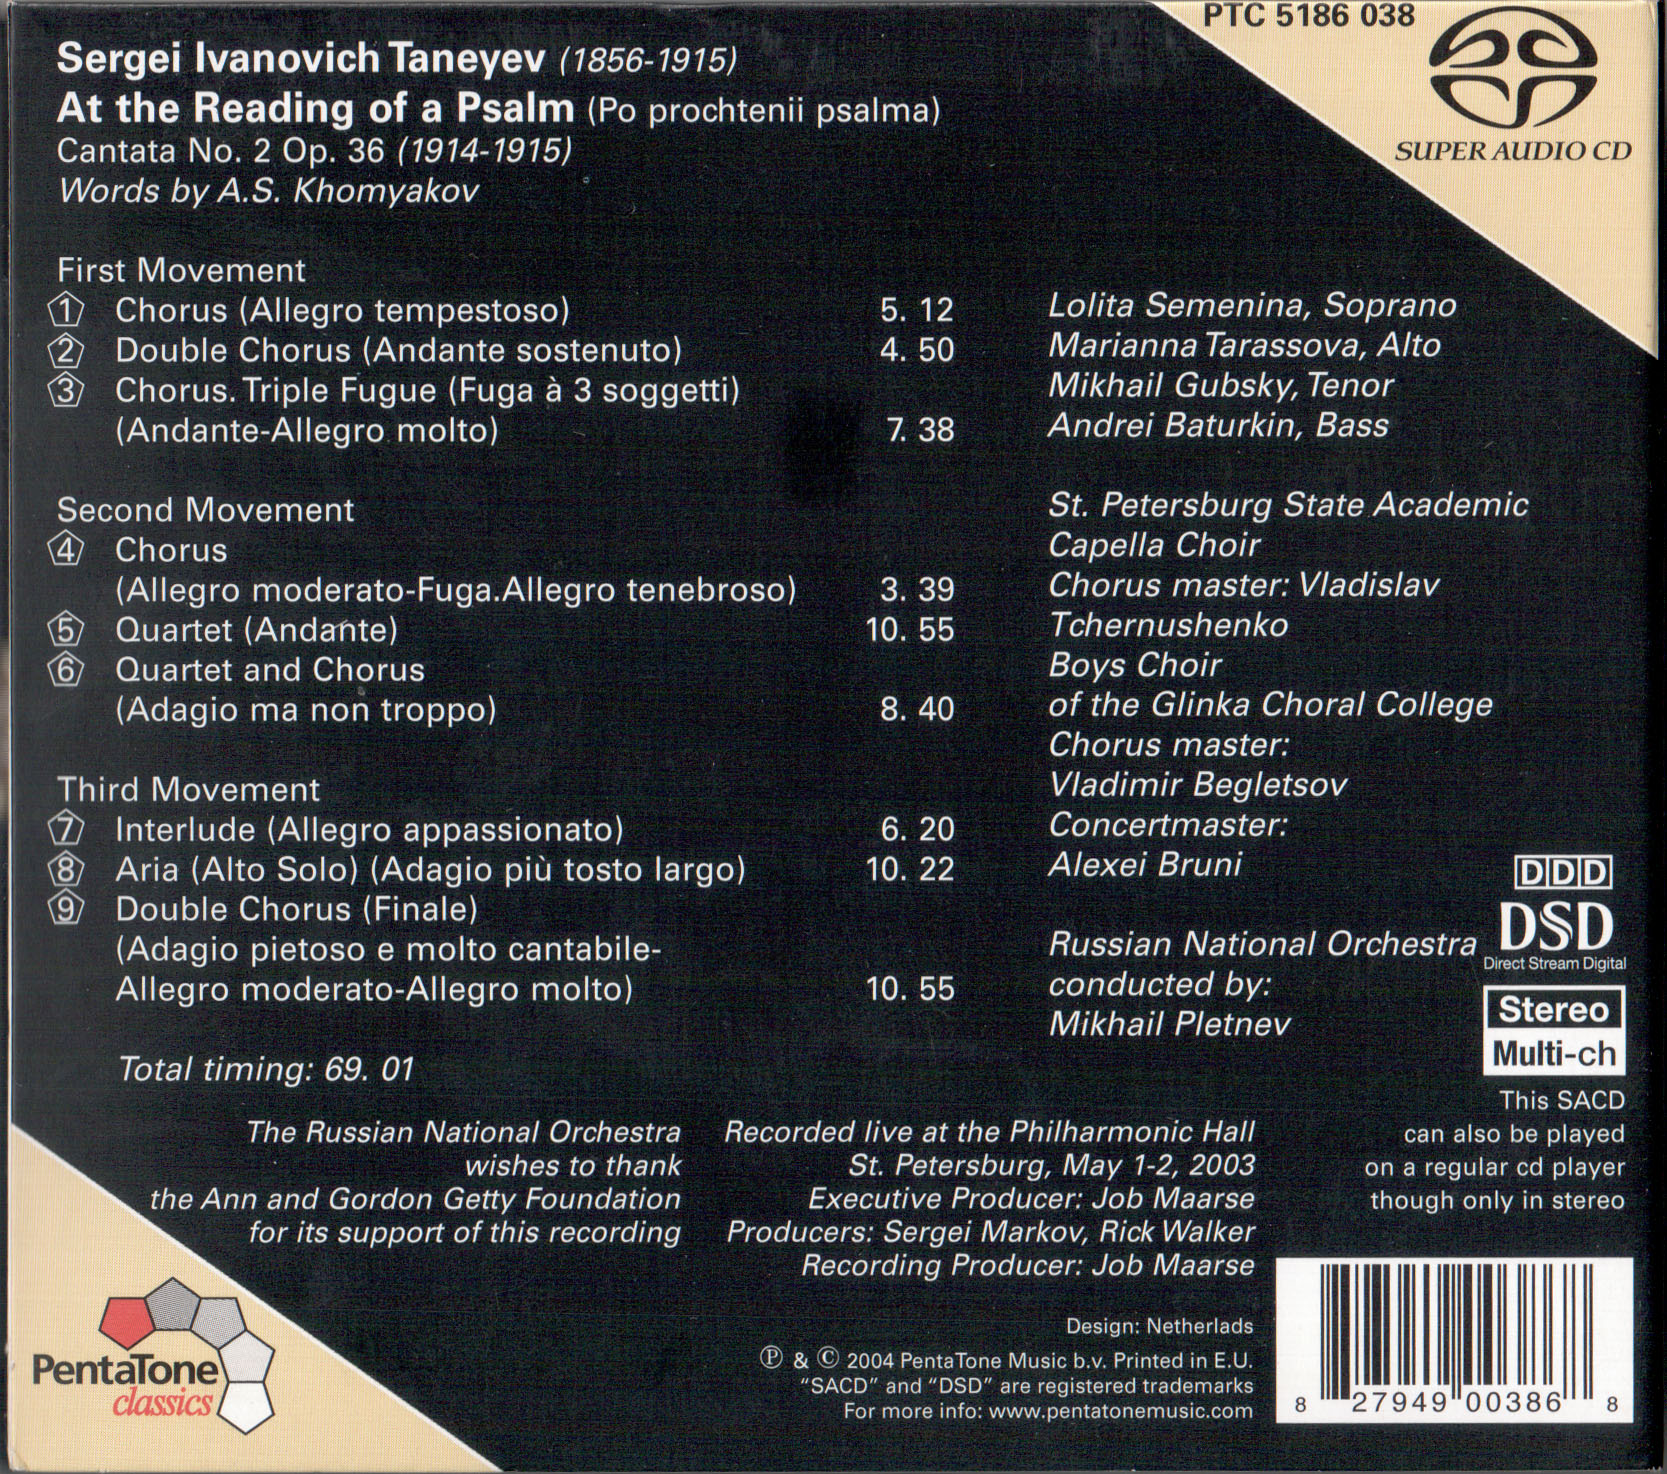 PTC 5186 038
SUPER AUDIO CD
Sergei Ivanovich Taneyev (1856-1915)
At the Reading of a Psalm (Po prochtenii psalma)
Cantata No. 2 Op. 36 (1914-1915)
Words by A.S. Khomyakov
First Movement
1 Chorus (Allegro tempestoso) 5. 12
2 Double Chorus (Andante sostenuto) 4. 50
3 Chorus. Triple Fugue (Fuga à 3 soggetti)
(Andante-Allegro molto) 7. 38
Second Movement
4 Chorus
(Allegro moderato-Fuga.Allegro tenebroso) 3. 39
5 Quartet (Andante) 10. 55
6 Quartet and Chorus
(Adagio ma non troppo) 8. 40
Third Movement
7 Interlude (Allegro appassionato) 6. 20
8 Aria (Alto Solo) (Adagio più tosto largo) 10. 22
9 Double Chorus (Finale)
(Adagio pietoso e molto cantabile-
Allegro moderato-Allegro molto) 10. 55
Total timing: 69. 01
Lolita Semenina, Soprano
Marianna Tarassova, Alto
Mikhail Gubsky, Tenor
Andrei Baturkin, Bass
St. Petersburg State Academic
Capella Choir
Chorus master: Vladislav
Tchernushenko
Boys Choir
of the Glinka Choral College
Chorus master:
Vladimir Begletsov
Concertmaster:
Alexei Bruni
Russian National Orchestra
conducted by:
Mikhail Pletnev
DDD
DSD
Direct Stream Digital
Stereo
Multi-ch
This SACD
can also be played
on a regular cd player
though only in stereo
The Russian National Orchestra
wishes to thank
the Ann and Gordon Getty Foundation
for its support of this recording
Recorded live at the Philharmonic Hall
St. Petersburg, May 1-2, 2003
Executive Producer: Job Maarse
Producers: Sergei Markov, Rick Walker
Recording Producer: Job Maarse
Design: Netherlads
℗ & © 2004 PentaTone Music b.v. Printed in E.U.
“SACD” and “DSD” are registered trademarks
For more info: www.pentatonemusic.com
PentaTone
classics
8 27949 00386 8